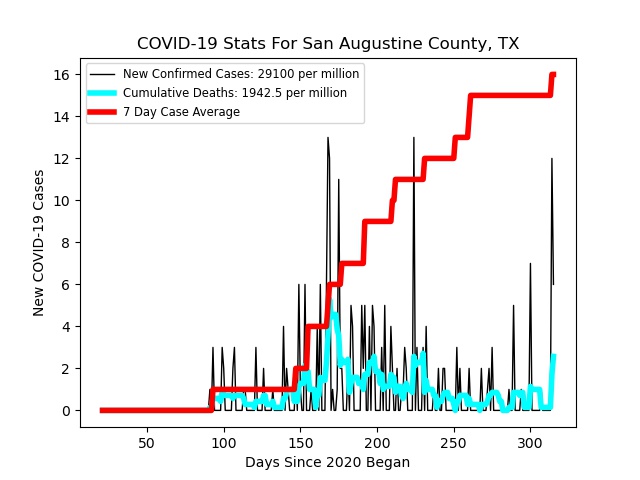 COVID-19 Stats For San Augustine County, TX
New Confirmed Cases: 29100 per million
Cumulative Deaths: 1942.5 per million
7 Day Case Average
New COVID-19 Cases
16
14
12
10
8
6
4
2
0
50
100
150
200
250
300
Days Since 2020 Began